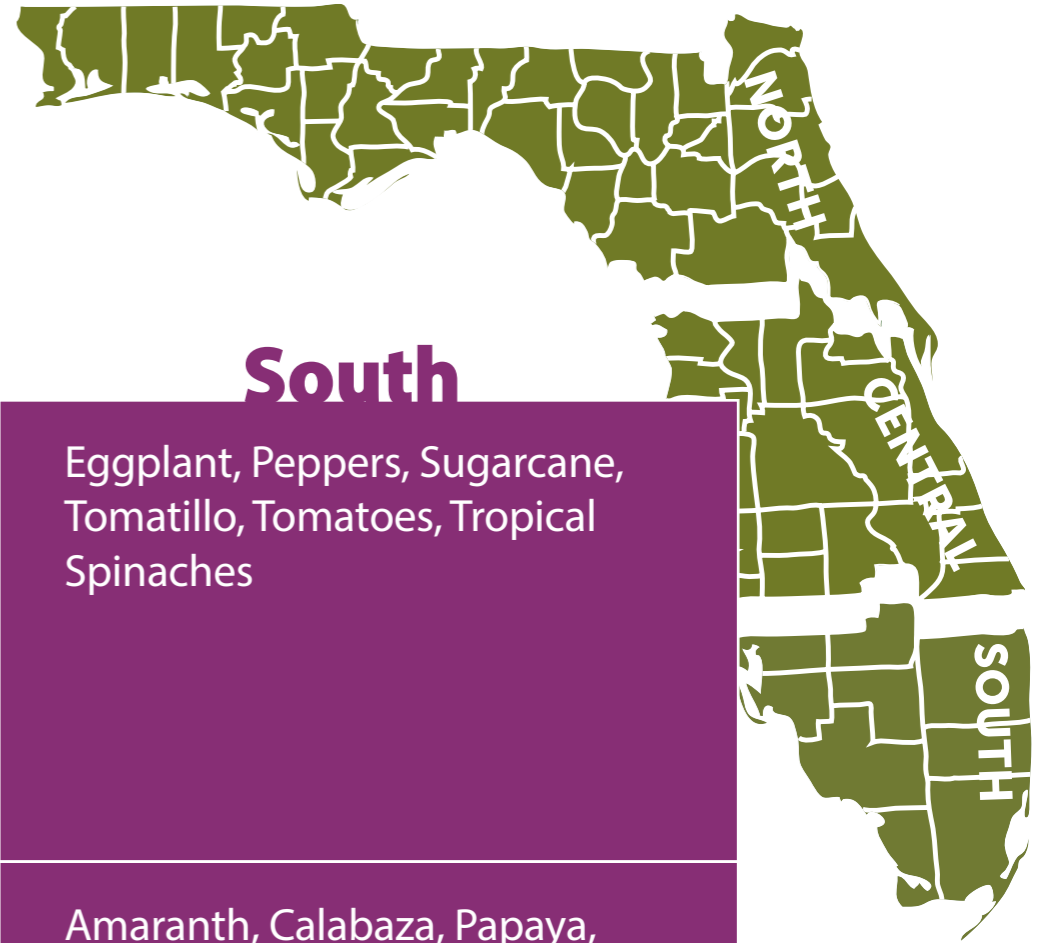 NORTH
South
CENTRAL
Eggplant, Peppers, Sugarcane,
Tomatillo, Tomatoes, Tropical
Spinaches
SOUTH
Amaranth, Calabaza, Papaya,